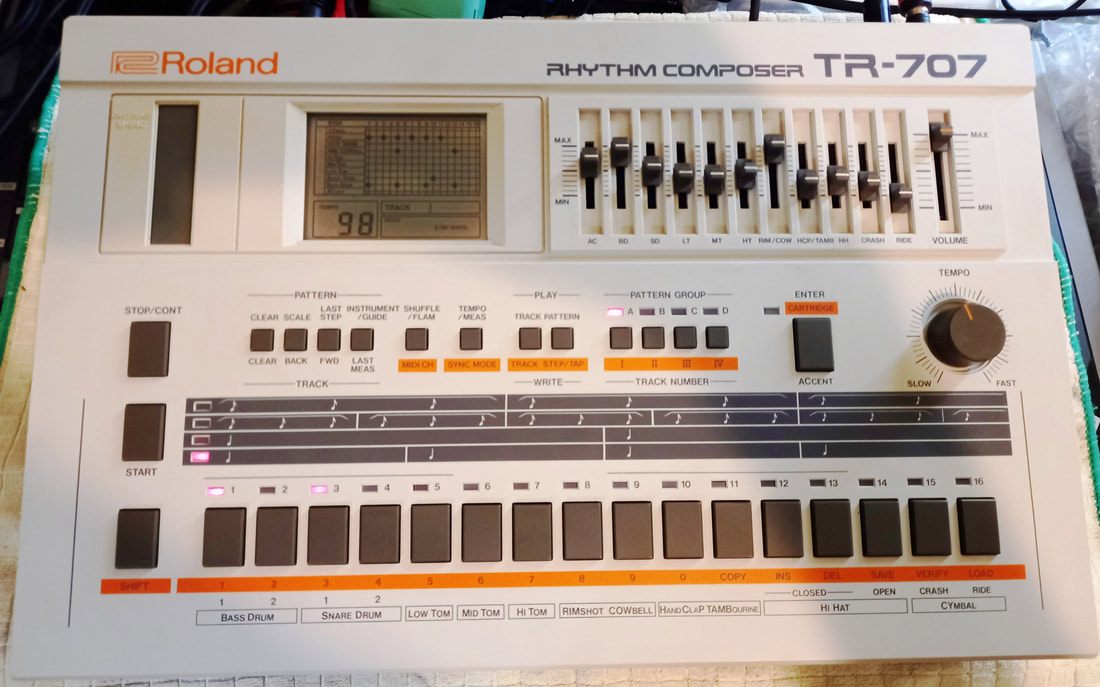 Roland
RHYTHM COMPOSER TR-707
MAX
MIN
AC BD SD LT MT HT RIM/COW HCP/TAMB HH CRASH RIDE
MAX
MIN
VOLUME
TEMPO
98
TRACK
STOP/CONT
PATTERN
CLEAR SCALE LAST STEP INSTRUMENT /GUIDE
SHUFFLE /FLAM
TEMPO /MEAS
PLAY
TRACK PATTERN
PATTERN GROUP
A B C D
ENTER
CARTRIDGE
TEMPO
CLEAR BACK FWD LAST MEAS
TRACK
MIDI CH
SYNC MODE
TRACK STEP/TAP
WRITE
I II III IV
TRACK NUMBER
ACCENT
SLOW
FAST
START
1 2 3 4 5 6 7 8 9 10 11 12 13 14 15 16
SHIFT
1 2 3 4 5 6 7 8 9 0 COPY INS DEL SAVE VERIFY LOAD
1 2 1 2
CLOSED OPEN CRASH RIDE
BASS DRUM SNARE DRUM LOW TOM MID TOM HI TOM RIMSHOT COWBELL HANDCLAP TAMBOURINE HI HAT CYMBAL